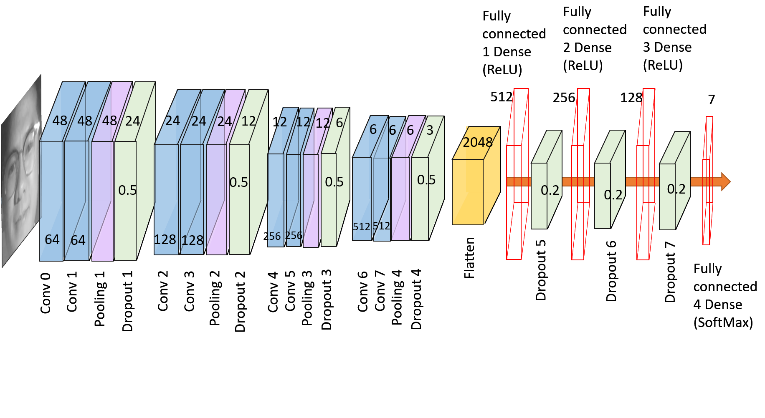 Fully
connected
1 Dense
(ReLU)
Fully
connected
2 Dense
(ReLU)
Fully
connected
3 Dense
(ReLU)
512
256
128
7
48 48 48 24
24 24 24 12
12 12 12 6
6 6 6 3
2048
0.5
0.5
0.5
0.5
0.2
0.2
0.2
64 64
128 128
256 256
512 512
Conv 0
Conv 1
Pooling 1
Dropout 1
Conv 2
Conv 3
Pooling 2
Dropout 2
Conv 4
Conv 5
Pooling 3
Dropout 3
Conv 6
Conv 7
Pooling 4
Dropout 4
Flatten
Dropout 5
Dropout 6
Dropout 7
Fully
connected
4 Dense
(SoftMax)